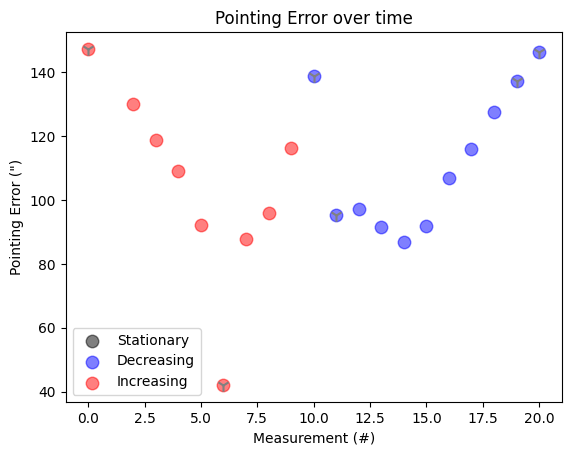 Pointing Error over time
Pointing Error (")
140
120
100
80
60
40
Stationary
Decreasing
Increasing
0.0 2.5 5.0 7.5 10.0 12.5 15.0 17.5 20.0
Measurement (#)